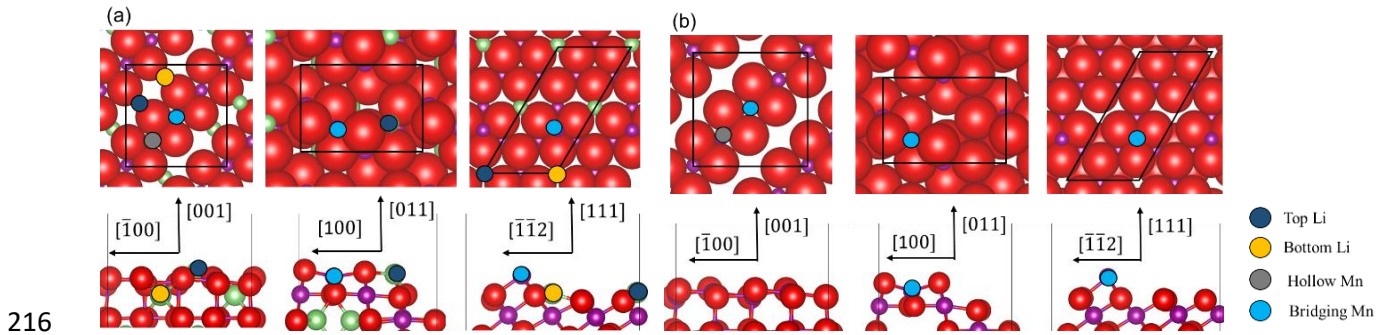 (a)
(b)
[001]
[1̄00]
[011]
[100]
[111]
[1̄1̄2]
[001]
[1̄00]
[011]
[100]
[111]
[1̄1̄2]
Top Li
Bottom Li
Hollow Mn
Bridging Mn
216